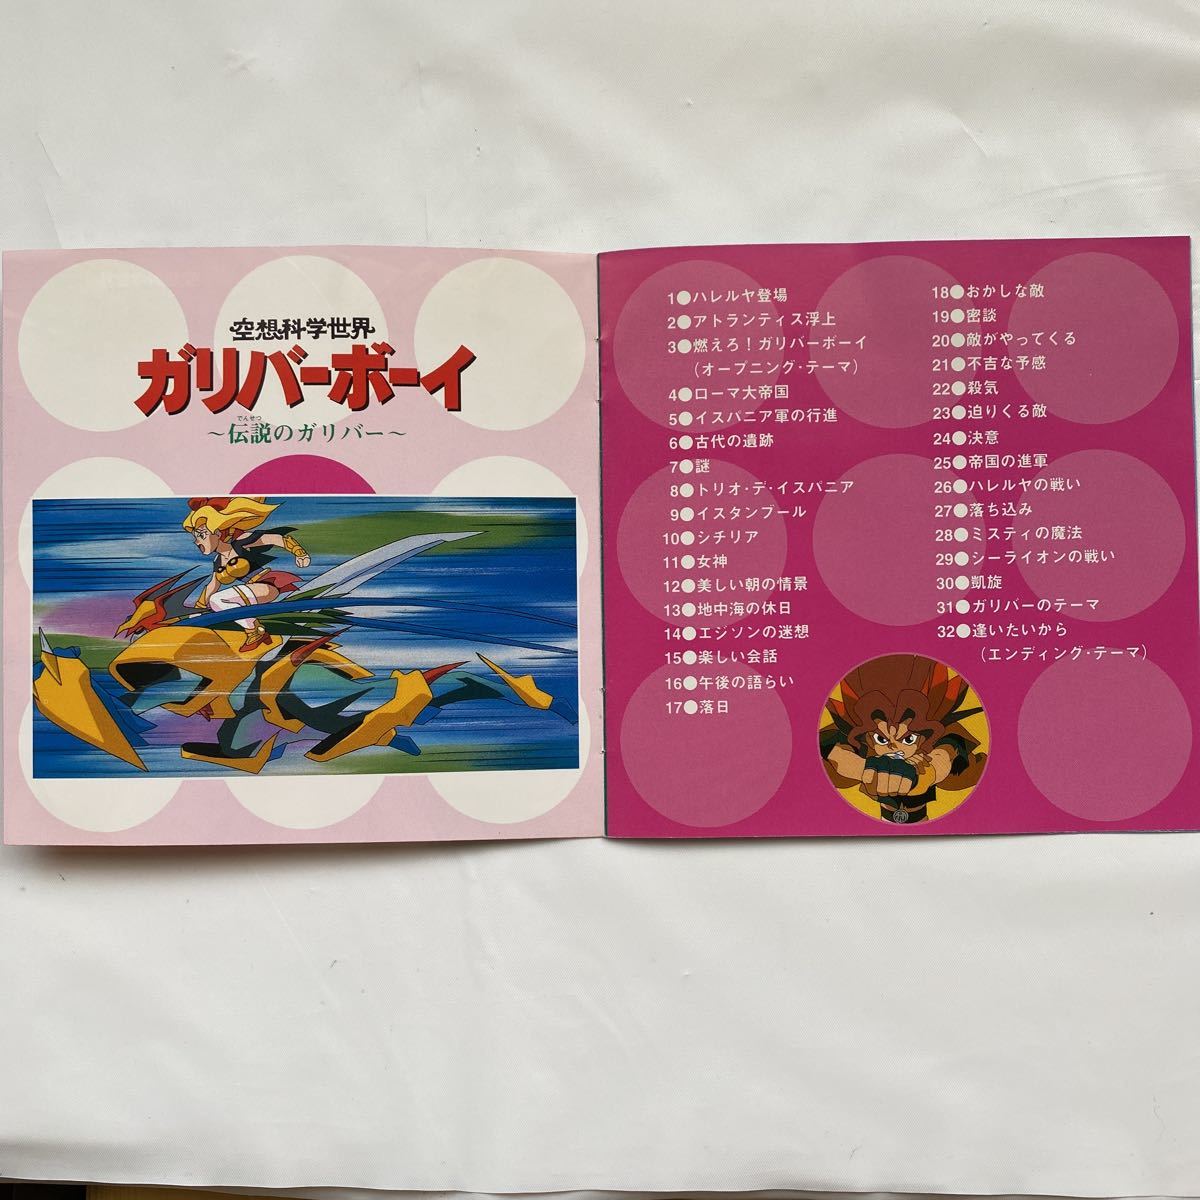 空想科学世界
ガリバーボーイ
でんせつ
～伝説のガリバー～
1●ハレルヤ登場
2●アトランティス浮上
3●燃えろ！ガリバーボーイ
（オープニング・テーマ）
4●ローマ大帝国
5●イスパニア軍の行進
6●古代の遺跡
7●謎
8●トリオ・デ・イスパニア
9●イスタンブール
10●シチリア
11●女神
12●美しい朝の情景
13●地中海の休日
14●エジソンの迷想
15●楽しい会話
16●午後の語らい
17●落日
18●おかしな敵
19●密談
20●敵がやってくる
21●不吉な予感
22●殺気
23●迫りくる敵
24●決意
25●帝国の進軍
26●ハレルヤの戦い
27●落ち込み
28●ミスティの魔法
29●シーライオンの戦い
30●凱旋
31●ガリバーのテーマ
32●逢いたいから
（エンディング・テーマ）